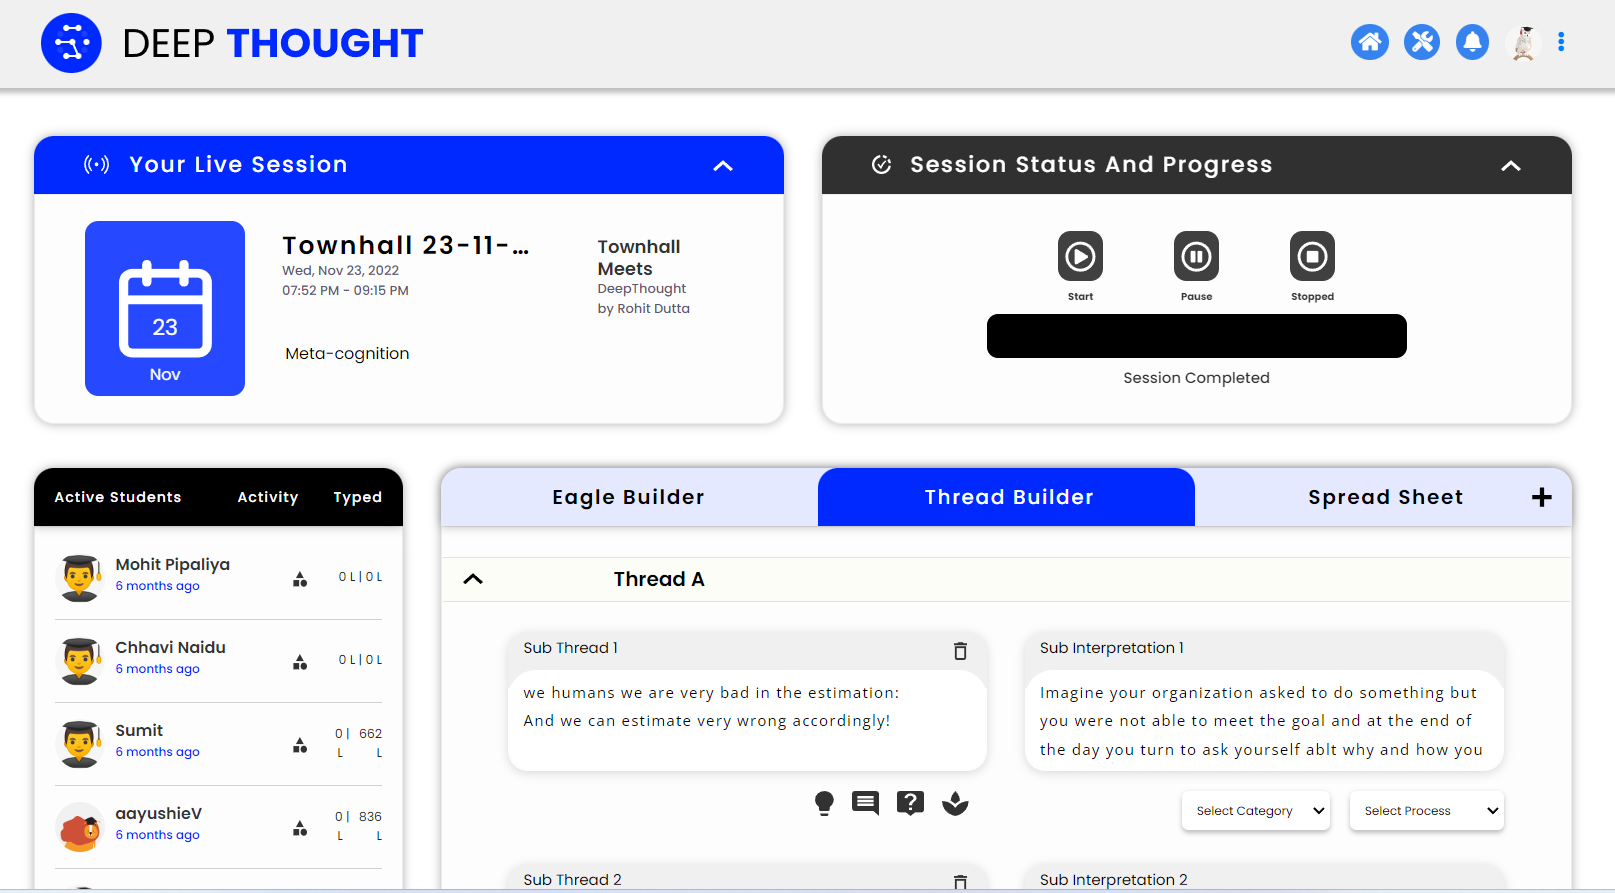 DEEP THOUGHT
Your Live Session
23
Nov
Townhall 23-11-...
Wed, Nov 23, 2022
07:52 PM - 09:15 PM
Meta-cognition
Townhall
Meets
DeepThought
by Rohit Dutta
Session Status And Progress
Start
Pause
Stopped
Session Completed
Active Students Activity Typed
Mohit Pipaliya
6 months ago
0 L | 0 L
Chhavi Naidu
6 months ago
0 L | 0 L
Sumit
6 months ago
0 | 662
L L
aayushieV
6 months ago
0 | 836
L L
Eagle Builder
Thread Builder
Spread Sheet
Thread A
Sub Thread 1
we humans we are very bad in the estimation:
And we can estimate very wrong accordingly!
Sub Interpretation 1
Imagine your organization asked to do something but
you were not able to meet the goal and at the end of
the day you turn to ask yourself ablt why and how you
Select Category
Select Process
Sub Thread 2
Sub Interpretation 2